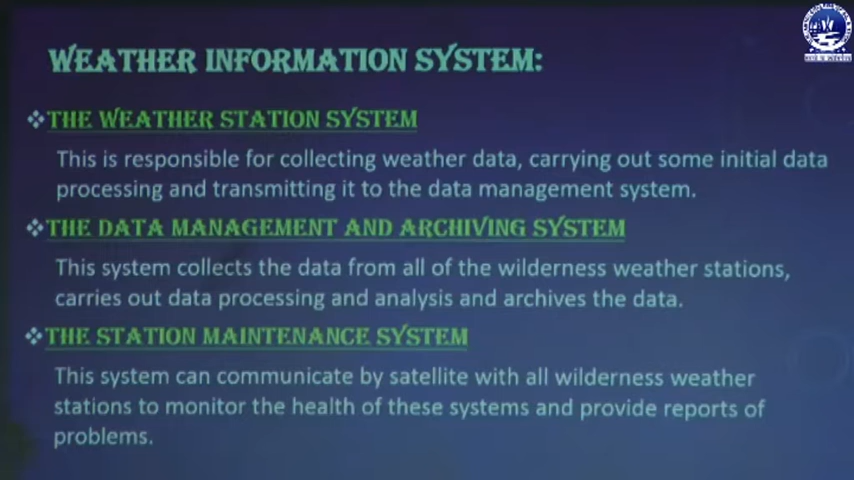 WEATHER INFORMATION SYSTEM:
❖THE WEATHER STATION SYSTEM
This is responsible for collecting weather data, carrying out some initial data
processing and transmitting it to the data management system.
❖THE DATA MANAGEMENT AND ARCHIVING SYSTEM
This system collects the data from all of the wilderness weather stations,
carries out data processing and analysis and archives the data.
❖THE STATION MAINTENANCE SYSTEM
This system can communicate by satellite with all wilderness weather
stations to monitor the health of these systems and provide reports of
problems.